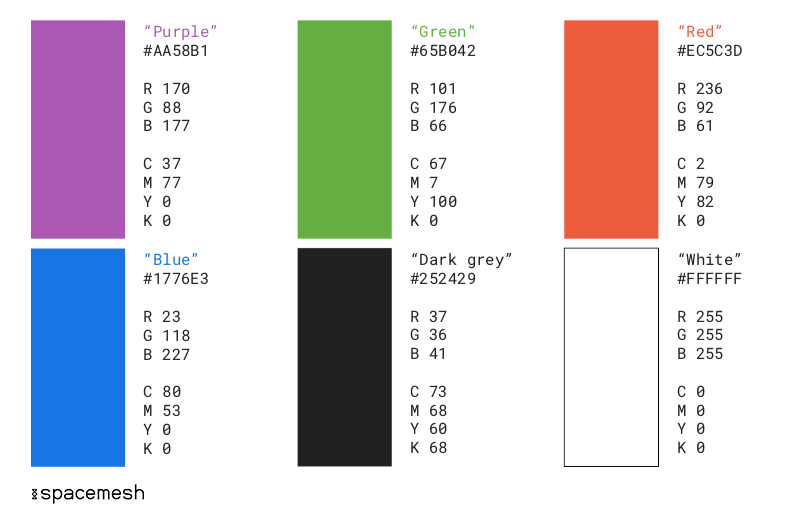 “Purple”
#AA58B1
R 170
G 88
B 177
C 37
M 77
Y 0
K 0
“Green”
#65B042
R 101
G 176
B 66
C 67
M 7
Y 100
K 0
“Red”
#EC5C3D
R 236
G 92
B 61
C 2
M 79
Y 82
K 0
“Blue”
#1776E3
R 23
G 118
B 227
C 80
M 53
Y 0
K 0
“Dark grey”
#252429
R 37
G 36
B 41
C 73
M 68
Y 60
K 68
“White”
#FFFFFF
R 255
G 255
B 255
C 0
M 0
Y 0
K 0
spacemesh